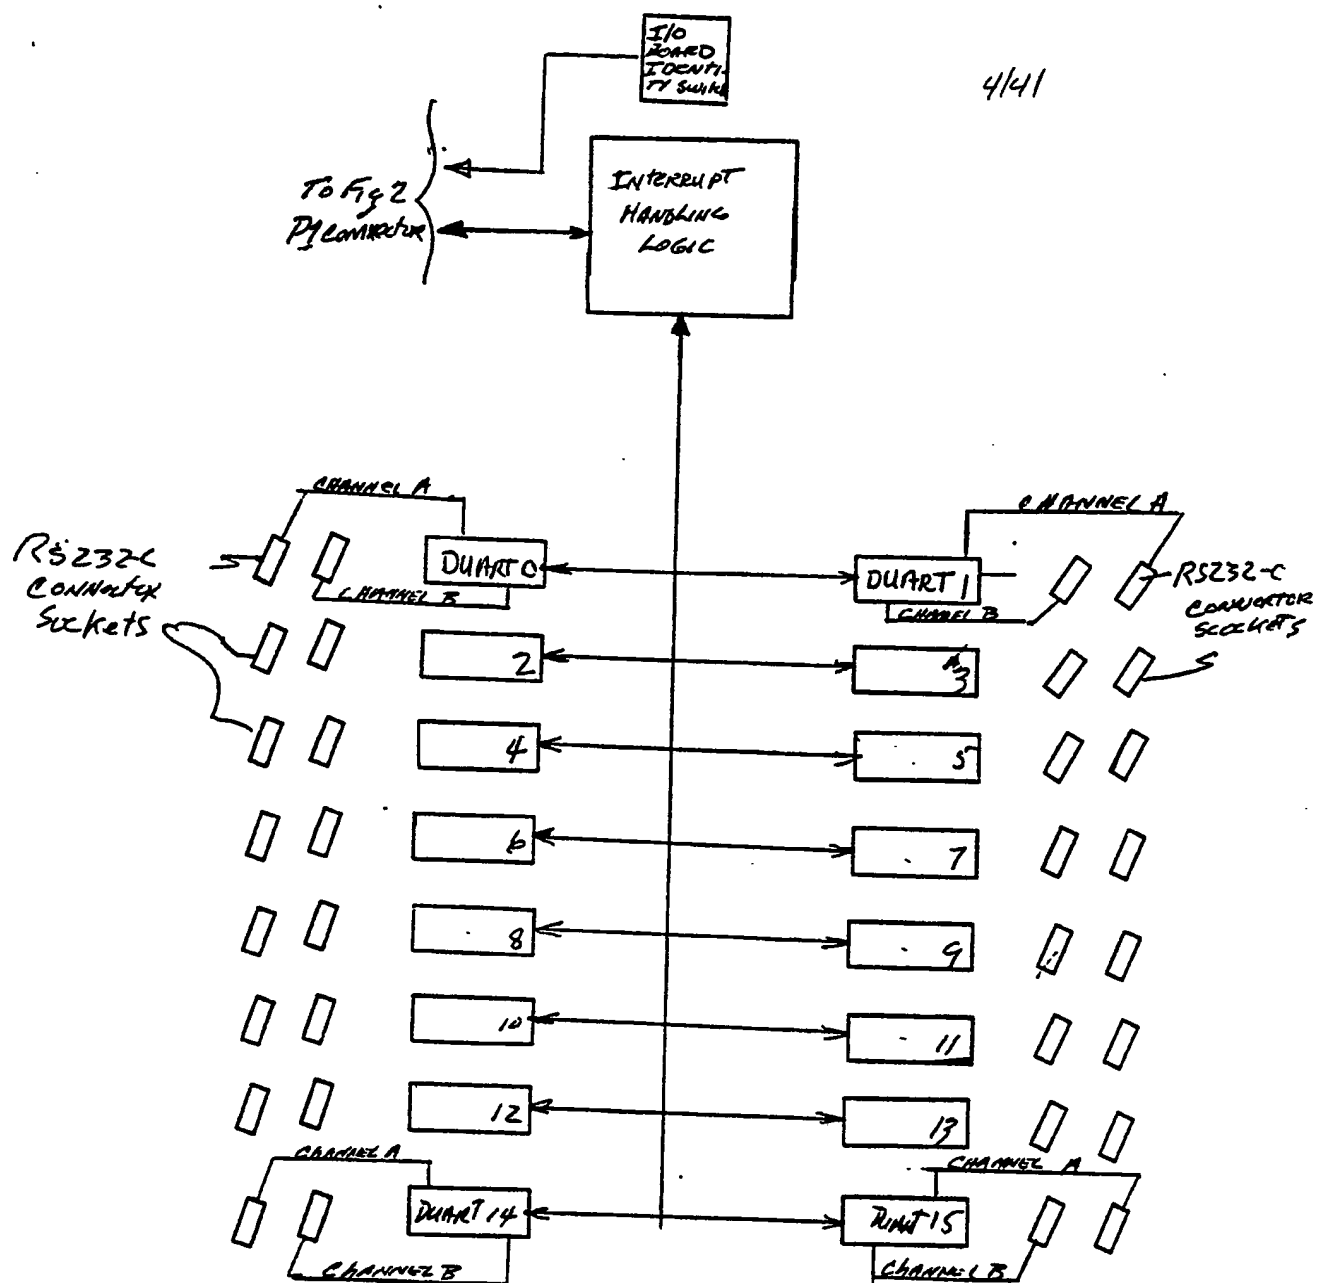 I/O
BOARD
IDENTI-
TY Switch
4/41
To Fig 2
P1 Connector
INTERRUPT
HANDLING
LOGIC
CHANNEL A
CHANNEL A
RS232-C
Connector
Sockets
DUART 0
DUART 1
RS232-C
CONNECTOR
SOCKETS
CHANNEL B
CHANNEL B
2
3
4
5
6
7
8
9
10
11
12
13
CHANNEL A
CHANNEL A
DUART 14
DUART 15
CHANNEL B
CHANNEL B